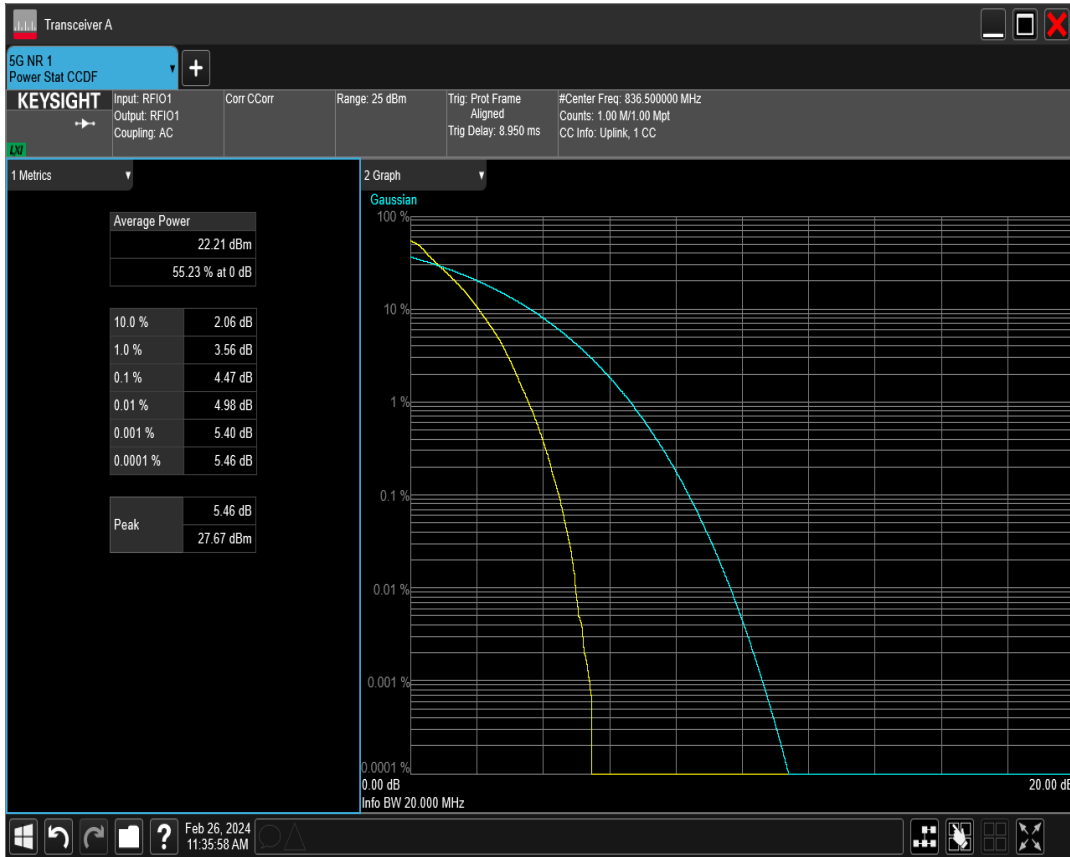 Transceiver A
5G NR 1
Power Stat CCDF
KEYSIGHT
LXI
Input: RFIO1
Output: RFIO1
Coupling: AC
Corr CCorr
Range: 25 dBm
Trig: Prot Frame
Aligned
Trig Delay: 8.950 ms
#Center Freq: 836.500000 MHz
Counts: 1.00 M/1.00 Mpt
CC Info: Uplink, 1 CC
1 Metrics
Average Power
22.21 dBm
55.23 % at 0 dB
10.0 % 2.06 dB
1.0 % 3.56 dB
0.1 % 4.47 dB
0.01 % 4.98 dB
0.001 % 5.40 dB
0.0001 % 5.46 dB
Peak
5.46 dB
27.67 dBm
2 Graph
Gaussian
100 %
10 %
1 %
0.1 %
0.01 %
0.001 %
0.0001 %
0.00 dB 20.00 dB
Info BW 20.000 MHz
?
Feb 26, 2024
11:35:58 AM